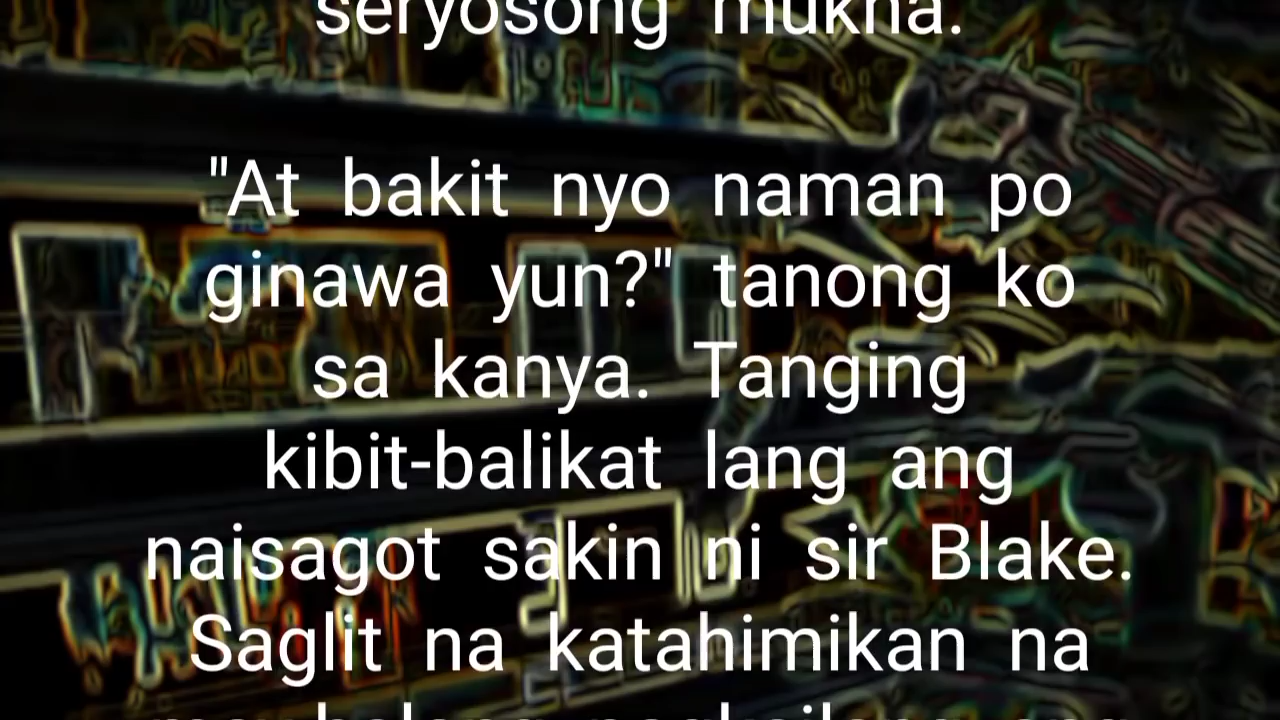 seryosong mukha.
"At bakit nyo naman po
ginawa yun?" tanong ko
sa kanya. Tanging
kibit-balikat lang ang
naisagot sakin ni sir Blake.
Saglit na katahimikan na